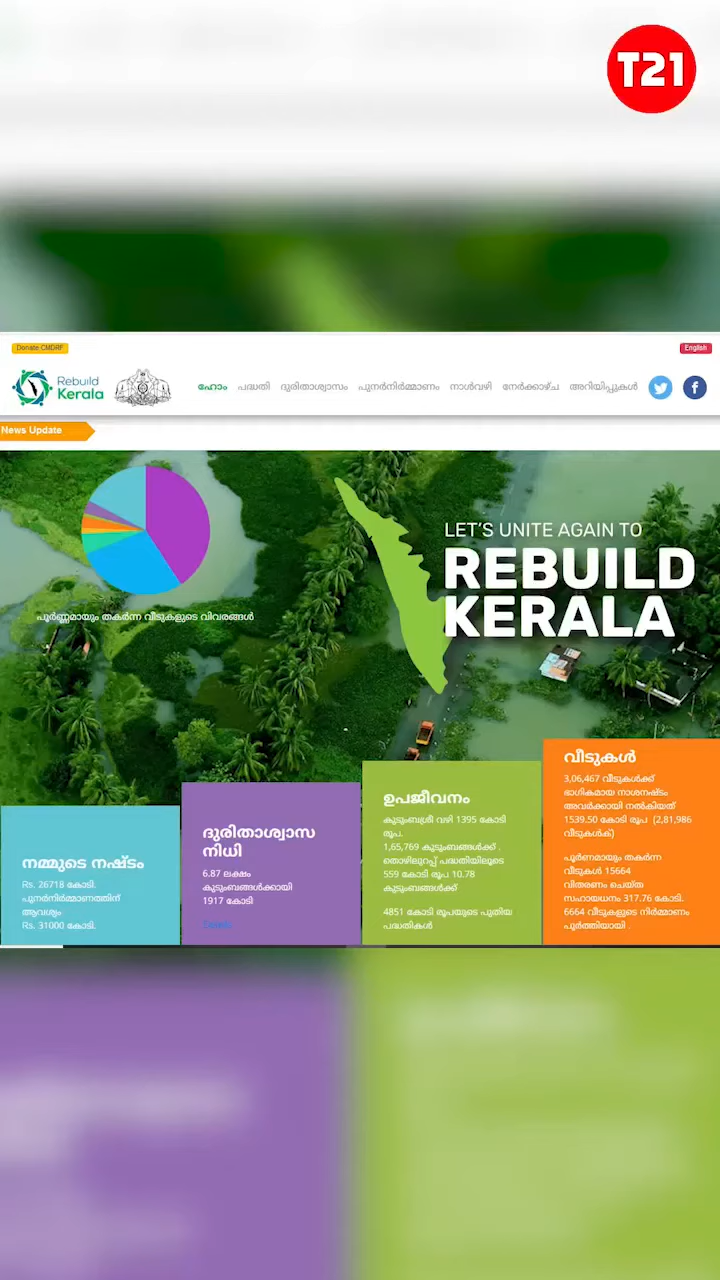 T21
Donate CMDRF
English
Rebuild
Kerala
ഹോം പദ്ധതി ദുരിതാശ്വാസം പുനർനിർമ്മാണം നാൾവഴി നേർക്കാഴ്ച അറിയിപ്പുകൾ
News Update
LET'S UNITE AGAIN TO
REBUILD
KERALA
പൂർണ്ണമായും തകർന്ന വീടുകളുടെ വിവരങ്ങൾ
നമ്മുടെ നഷ്ടം
Rs. 26718 കോടി.
പുനർനിർമ്മാണത്തിന്
ആവശ്യം
Rs. 31000 കോടി.
ദുരിതാശ്വാസ
നിധി
6.87 ലക്ഷം
കുടുംബങ്ങൾക്കായി
1917 കോടി
Details
ഉപജീവനം
കുടുംബശ്രീ വഴി 1395 കോടി
രൂപ.
1,65,769 കുടുംബങ്ങൾക്ക് .
തൊഴിലുറപ്പ് പദ്ധതിയിലൂടെ
559 കോടി രൂപ 10.78
കുടുംബങ്ങൾക്ക്
4851 കോടി രൂപയുടെ പുതിയ
പദ്ധതികൾ
വീടുകൾ
3,06,467 വീടുകൾക്ക്
ഭാഗികമായ നാശനഷ്ടം
അവർക്കായി നൽകിയത്
1539.50 കോടി രൂപ (2,81,986
വീടുകൾക്)
പൂർണമായും തകർന്ന
വീടുകൾ 15664
വിതരണം ചെയ്ത
സഹായധനം 317.76 കോടി.
6664 വീടുകളുടെ നിർമ്മാണം
പൂർത്തിയായി .